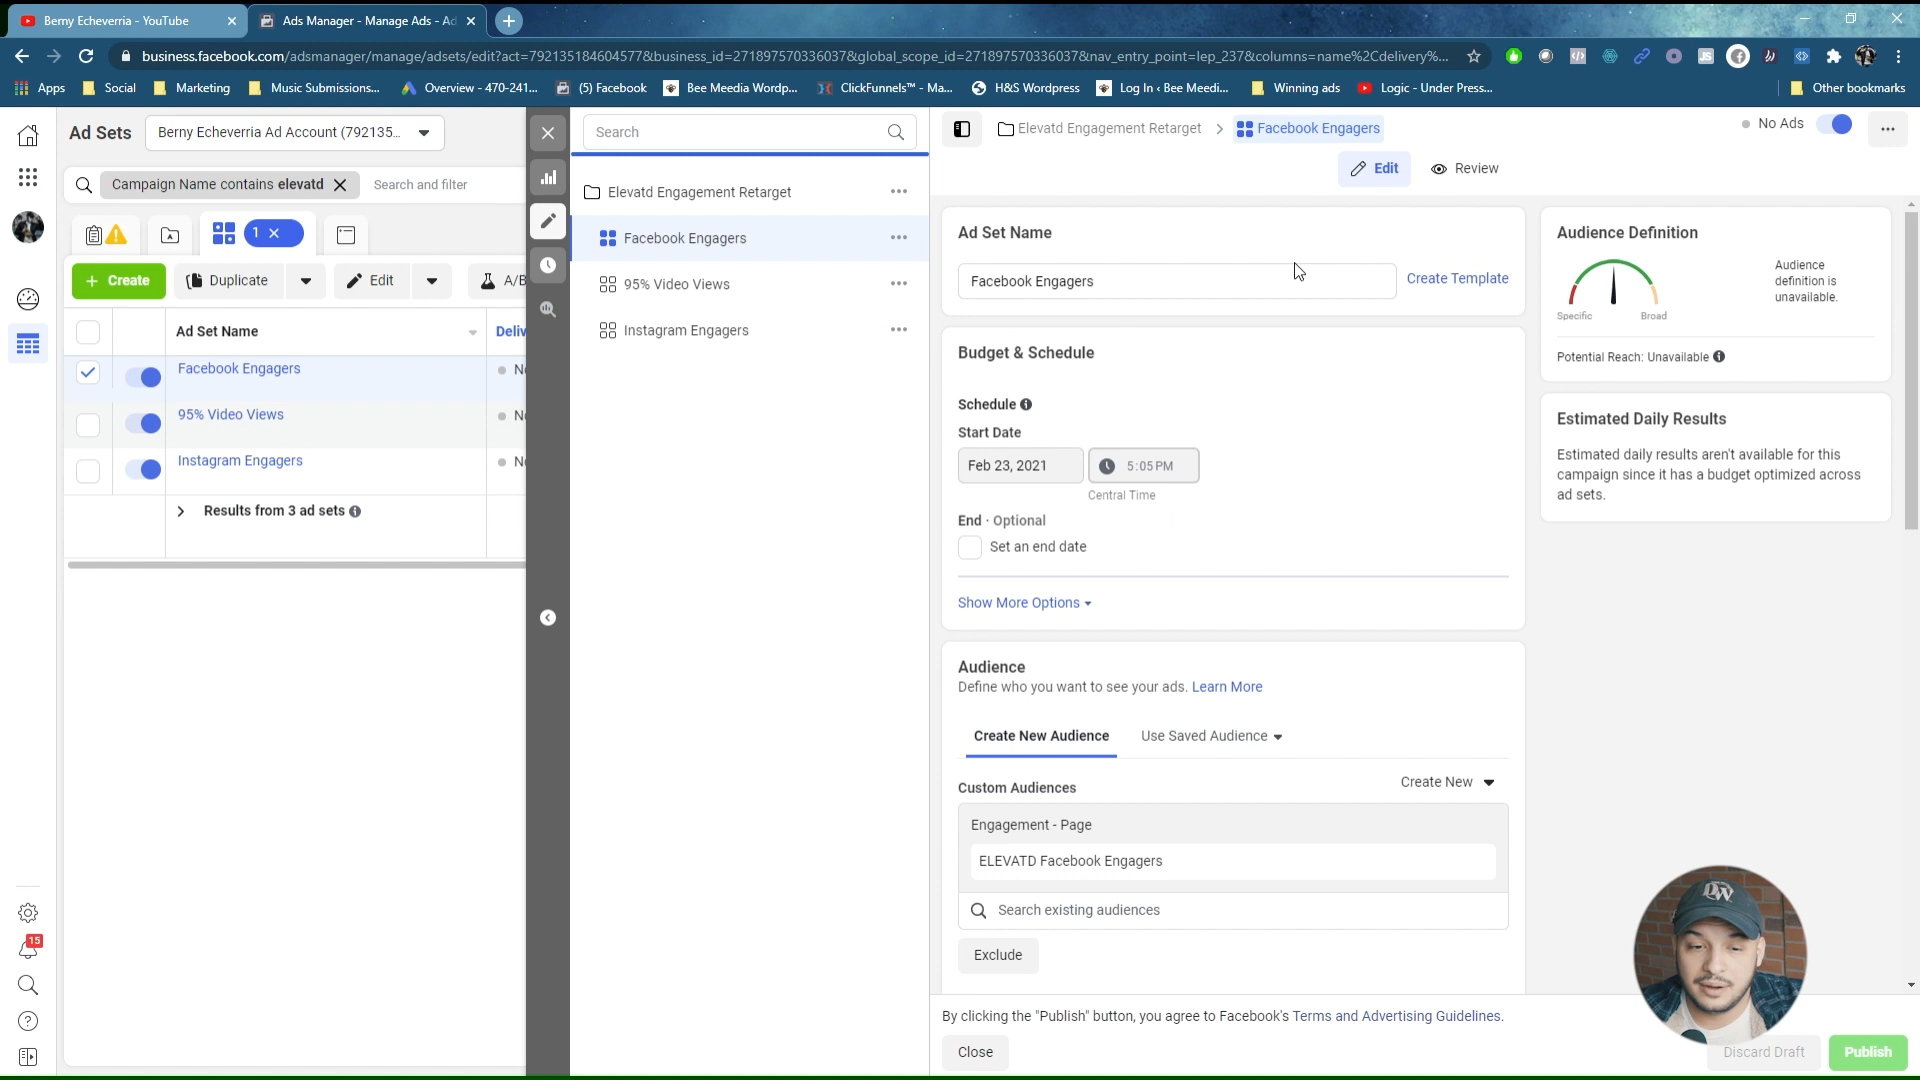 Berny Echeverria - YouTube
Ads Manager - Manage Ads - Ad
business.facebook.com/adsmanager/manage/adsets/edit?act=792135184604577&business_id=271897570336037&global_scope_id=271897570336037&nav_entry_point=lep_237&columns=name%2Cdelivery%...
Apps
Social
Marketing
Music Submissions...
Overview - 470-241...
(5) Facebook
Bee Meedia Wordp...
ClickFunnels™ - Ma...
H&S Wordpress
Log In ‹ Bee Meedi...
Winning ads
Logic - Under Press...
Other bookmarks
Ad Sets
Berny Echeverria Ad Account (792135...
Campaign Name contains elevatd
Search and filter
1
Create
Duplicate
Edit
A/B
Ad Set Name
Deliv
Facebook Engagers
95% Video Views
Instagram Engagers
Results from 3 ad sets
15
Search
Elevatd Engagement Retarget
Facebook Engagers
95% Video Views
Instagram Engagers
Elevatd Engagement Retarget
Facebook Engagers
No Ads
Edit
Review
Ad Set Name
Facebook Engagers
Create Template
Budget & Schedule
Schedule
Start Date
Feb 23, 2021
5:05 PM
Central Time
End · Optional
Set an end date
Show More Options
Audience
Define who you want to see your ads. Learn More
Create New Audience
Use Saved Audience
Custom Audiences
Create New
Engagement - Page
ELEVATD Facebook Engagers
Search existing audiences
Exclude
Audience Definition
Specific
Broad
Audience
definition is
unavailable.
Potential Reach: Unavailable
Estimated Daily Results
Estimated daily results aren't available for this
campaign since it has a budget optimized across
ad sets.
By clicking the "Publish" button, you agree to Facebook's Terms and Advertising Guidelines.
Close
Discard Draft
Publish